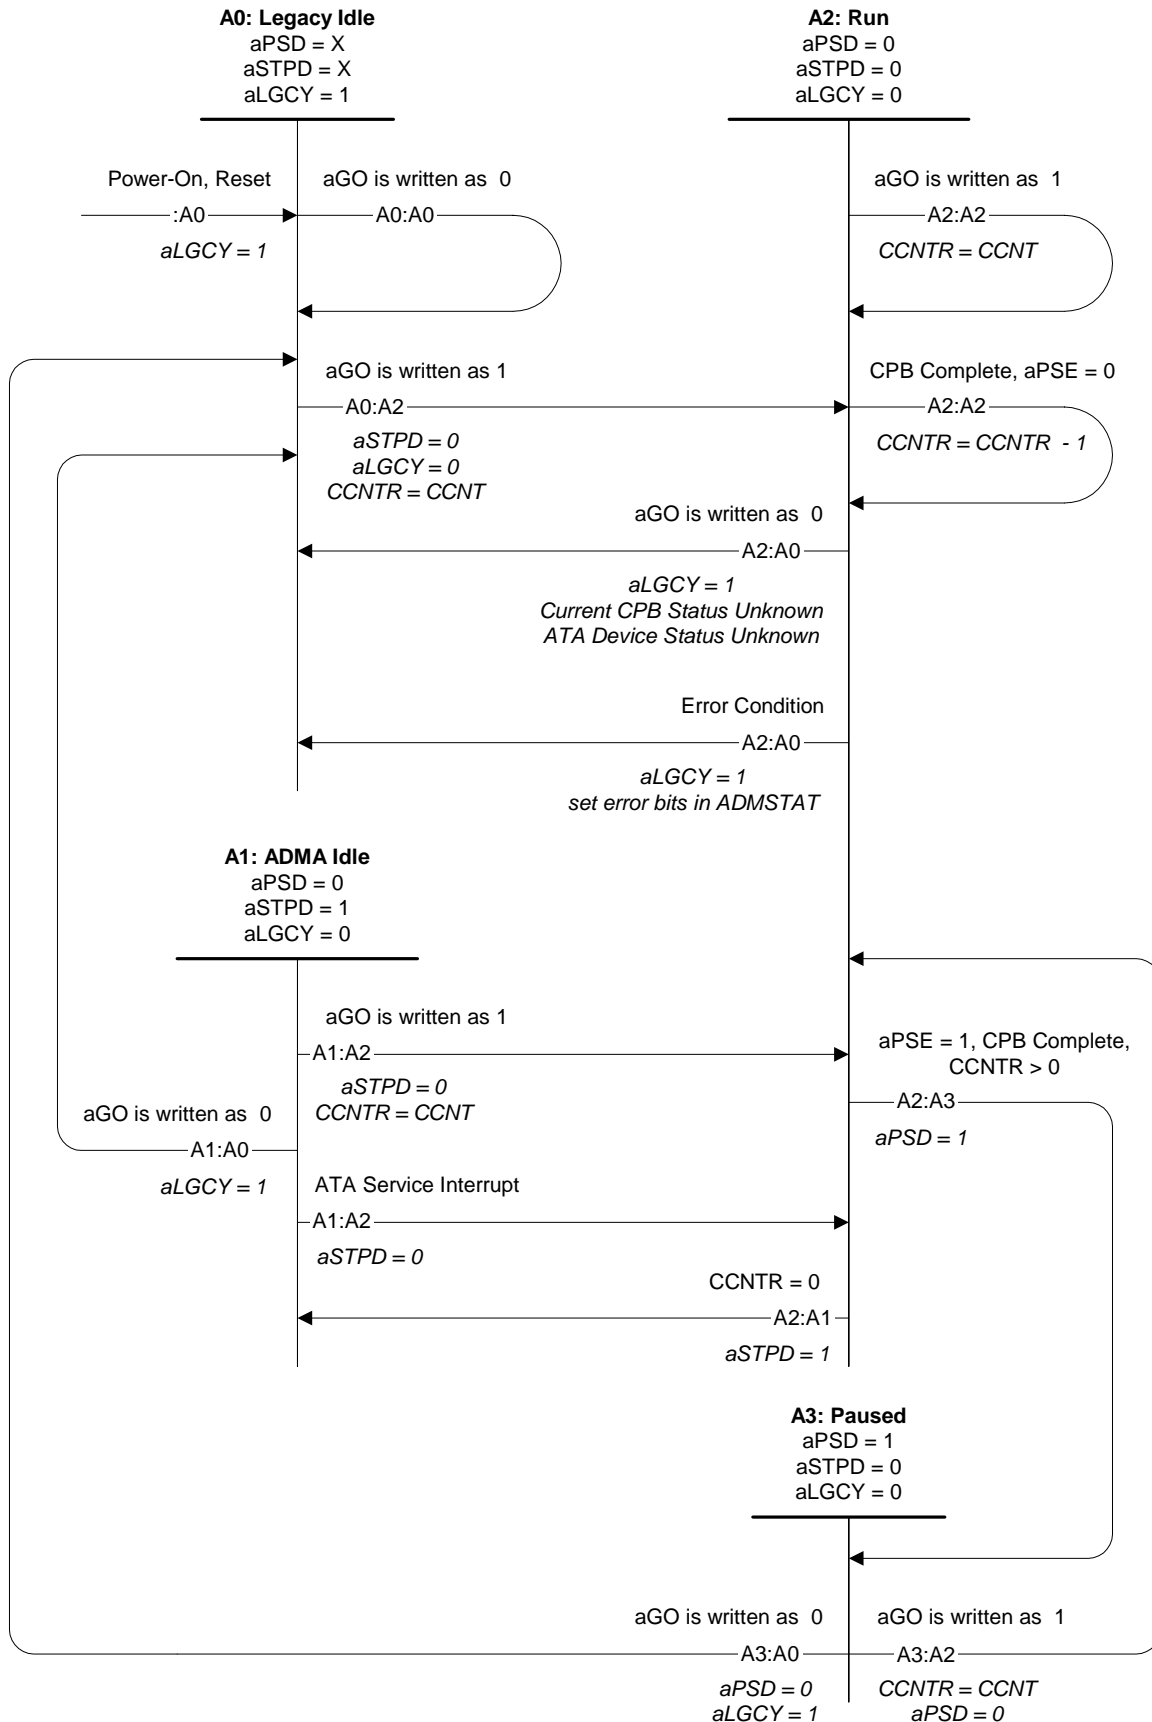 A0: Legacy Idle
aPSD = X
aSTPD = X
aLGCY = 1
A2: Run
aPSD = 0
aSTPD = 0
aLGCY = 0
Power-On, Reset
:A0
aLGCY = 1
aGO is written as 0
A0:A0
aGO is written as 1
A2:A2
CCNTR = CCNT
aGO is written as 1
A0:A2
aSTPD = 0
aLGCY = 0
CCNTR = CCNT
CPB Complete, aPSE = 0
A2:A2
CCNTR = CCNTR - 1
aGO is written as 0
A2:A0
aLGCY = 1
Current CPB Status Unknown
ATA Device Status Unknown
Error Condition
A2:A0
aLGCY = 1
set error bits in ADMSTAT
A1: ADMA Idle
aPSD = 0
aSTPD = 1
aLGCY = 0
aGO is written as 1
A1:A2
aSTPD = 0
CCNTR = CCNT
aPSE = 1, CPB Complete,
CCNTR > 0
A2:A3
aPSD = 1
aGO is written as 0
A1:A0
aLGCY = 1
ATA Service Interrupt
A1:A2
aSTPD = 0
CCNTR = 0
A2:A1
aSTPD = 1
A3: Paused
aPSD = 1
aSTPD = 0
aLGCY = 0
aGO is written as 0
A3:A0
aPSD = 0
aLGCY = 1
aGO is written as 1
A3:A2
CCNTR = CCNT
aPSD = 0